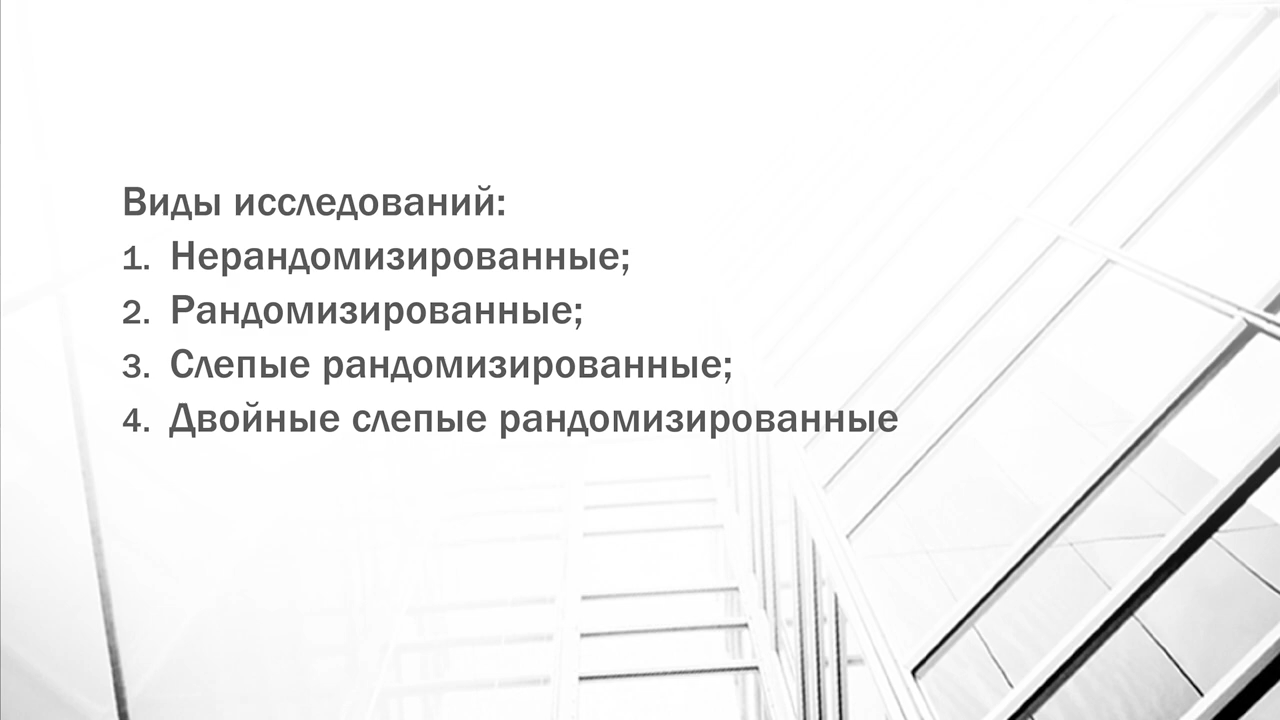 Виды исследований:
1. Нерандомизированные;
2. Рандомизированные;
3. Слепые рандомизированные;
4. Двойные слепые рандомизированные